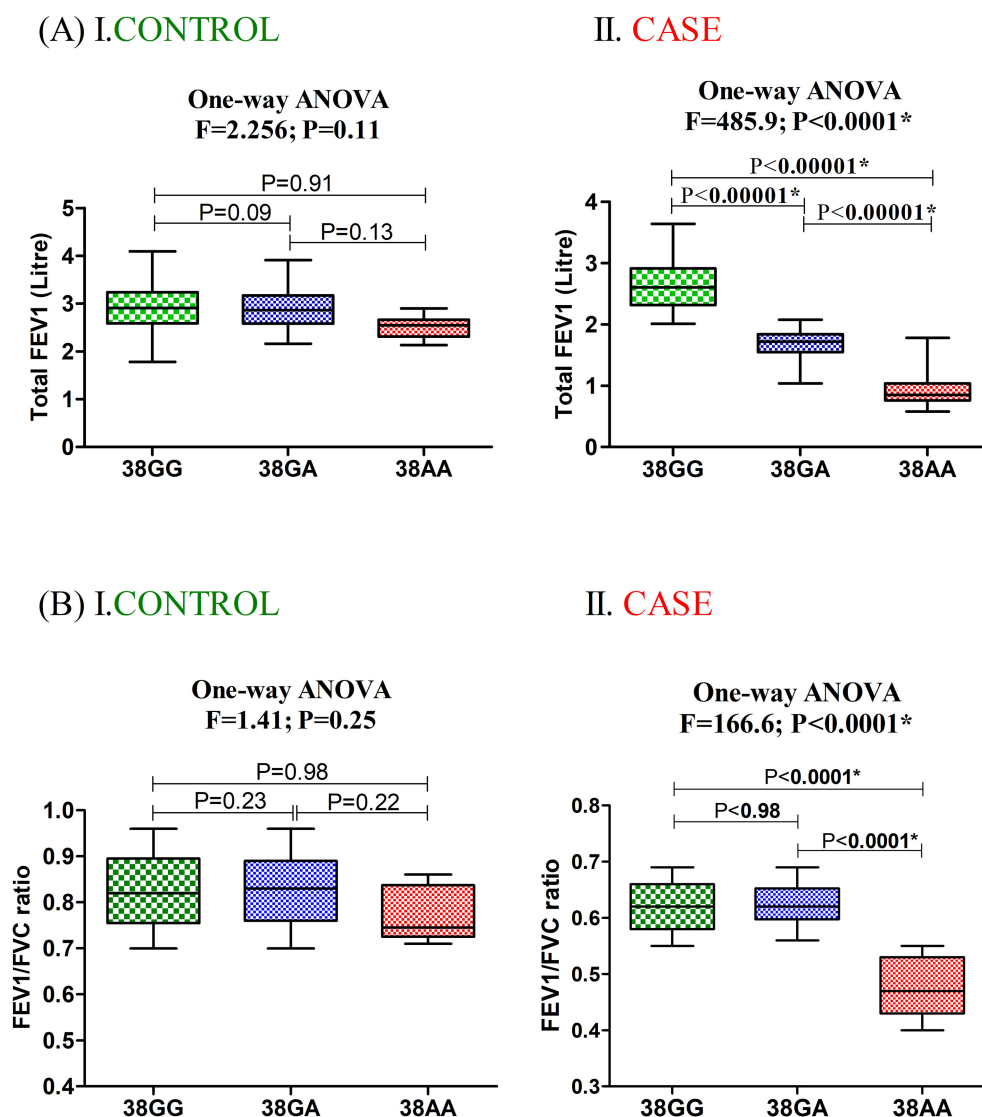 (A) I.CONTROL
One-way ANOVA
F=2.256; P=0.11
P=0.91
P=0.09
P=0.13
Total FEV1 (Litre)
5
4
3
2
1
0
38GG 38GA 38AA
II. CASE
One-way ANOVA
F=485.9; P<0.0001*
P<0.00001*
P<0.00001*
P<0.00001*
Total FEV1 (Litre)
4
3
2
1
0
38GG 38GA 38AA
(B) I.CONTROL
One-way ANOVA
F=1.41; P=0.25
P=0.98
P=0.23
P=0.22
FEV1/FVC ratio
1.0
0.9
0.8
0.7
0.6
0.5
0.4
38GG 38GA 38AA
II. CASE
One-way ANOVA
F=166.6; P<0.0001*
P<0.0001*
P<0.98
P<0.0001*
FEV1/FVC ratio
0.8
0.7
0.6
0.5
0.4
0.3
38GG 38GA 38AA